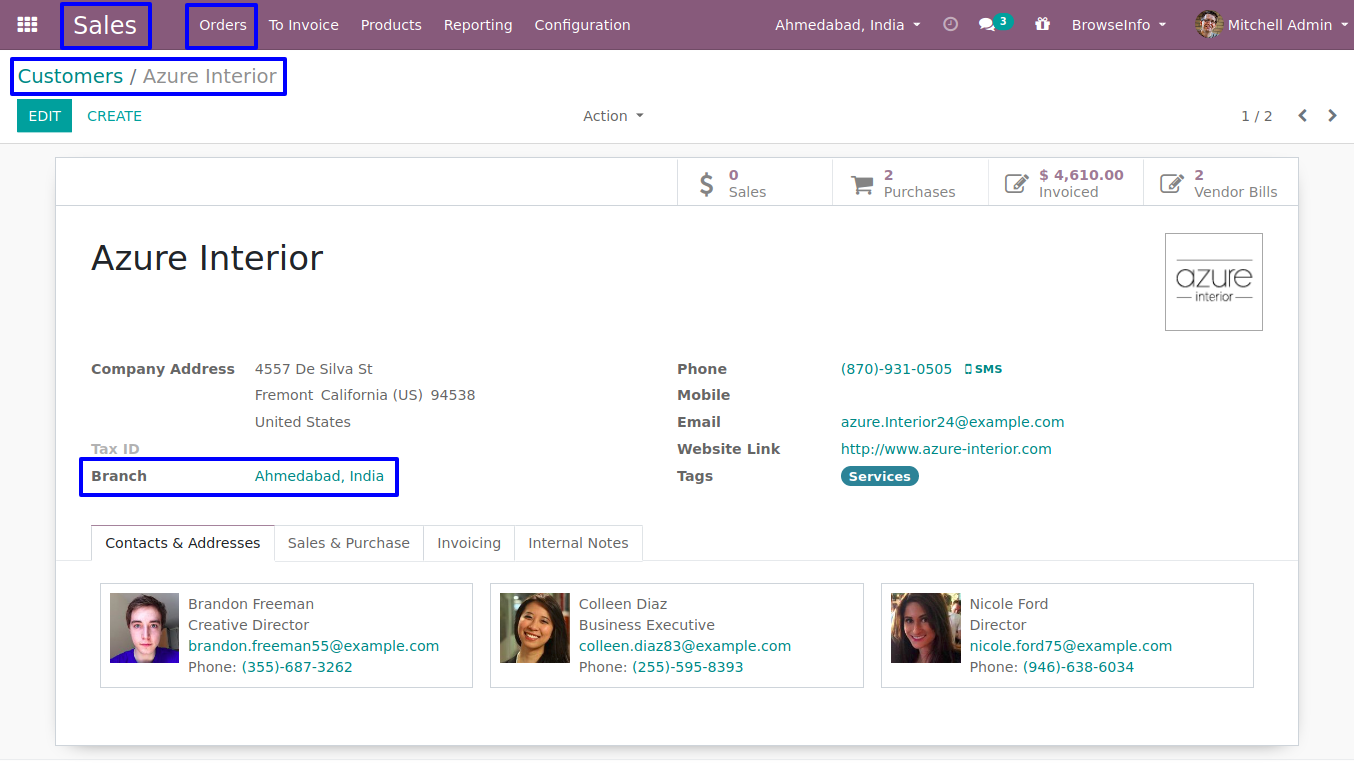 Sales Orders To Invoice Products Reporting Configuration Ahmedabad, India 3 BrowseInfo Mitchell Admin
Customers / Azure Interior
EDIT CREATE Action 1 / 2
0 2 $ 4,610.00 2
Sales Purchases Invoiced Vendor Bills
Azure Interior
azure
interior
Company Address 4557 De Silva St Phone (870)-931-0505 SMS
Fremont California (US) 94538 Mobile
United States Email azure.Interior24@example.com
Tax ID Website Link http://www.azure-interior.com
Branch Ahmedabad, India Tags Services
Contacts & Addresses Sales & Purchase Invoicing Internal Notes
Brandon Freeman Colleen Diaz Nicole Ford
Creative Director Business Executive Director
brandon.freeman55@example.com colleen.diaz83@example.com nicole.ford75@example.com
Phone: (355)-687-3262 Phone: (255)-595-8393 Phone: (946)-638-6034